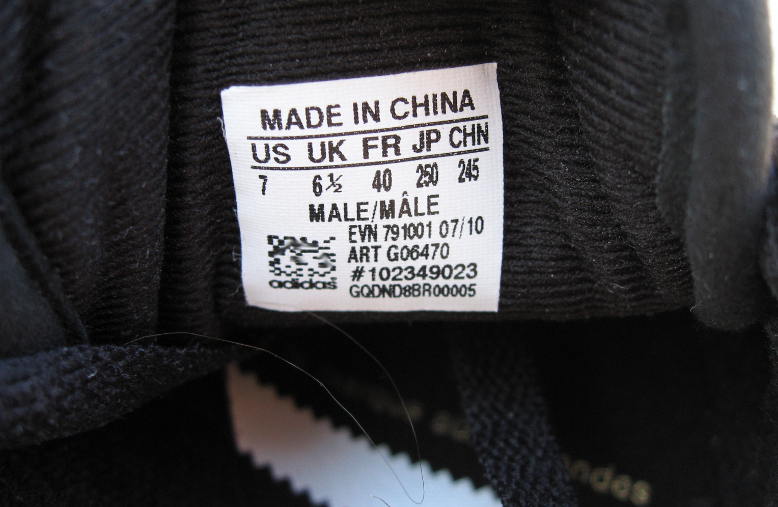 MADE IN CHINA
US UK FR JP CHN
7 6½ 40 250 245
MALE/MÂLE
EVN 791001 07/10
ART G06470
#102349023
adidas
GQDND8BR00005